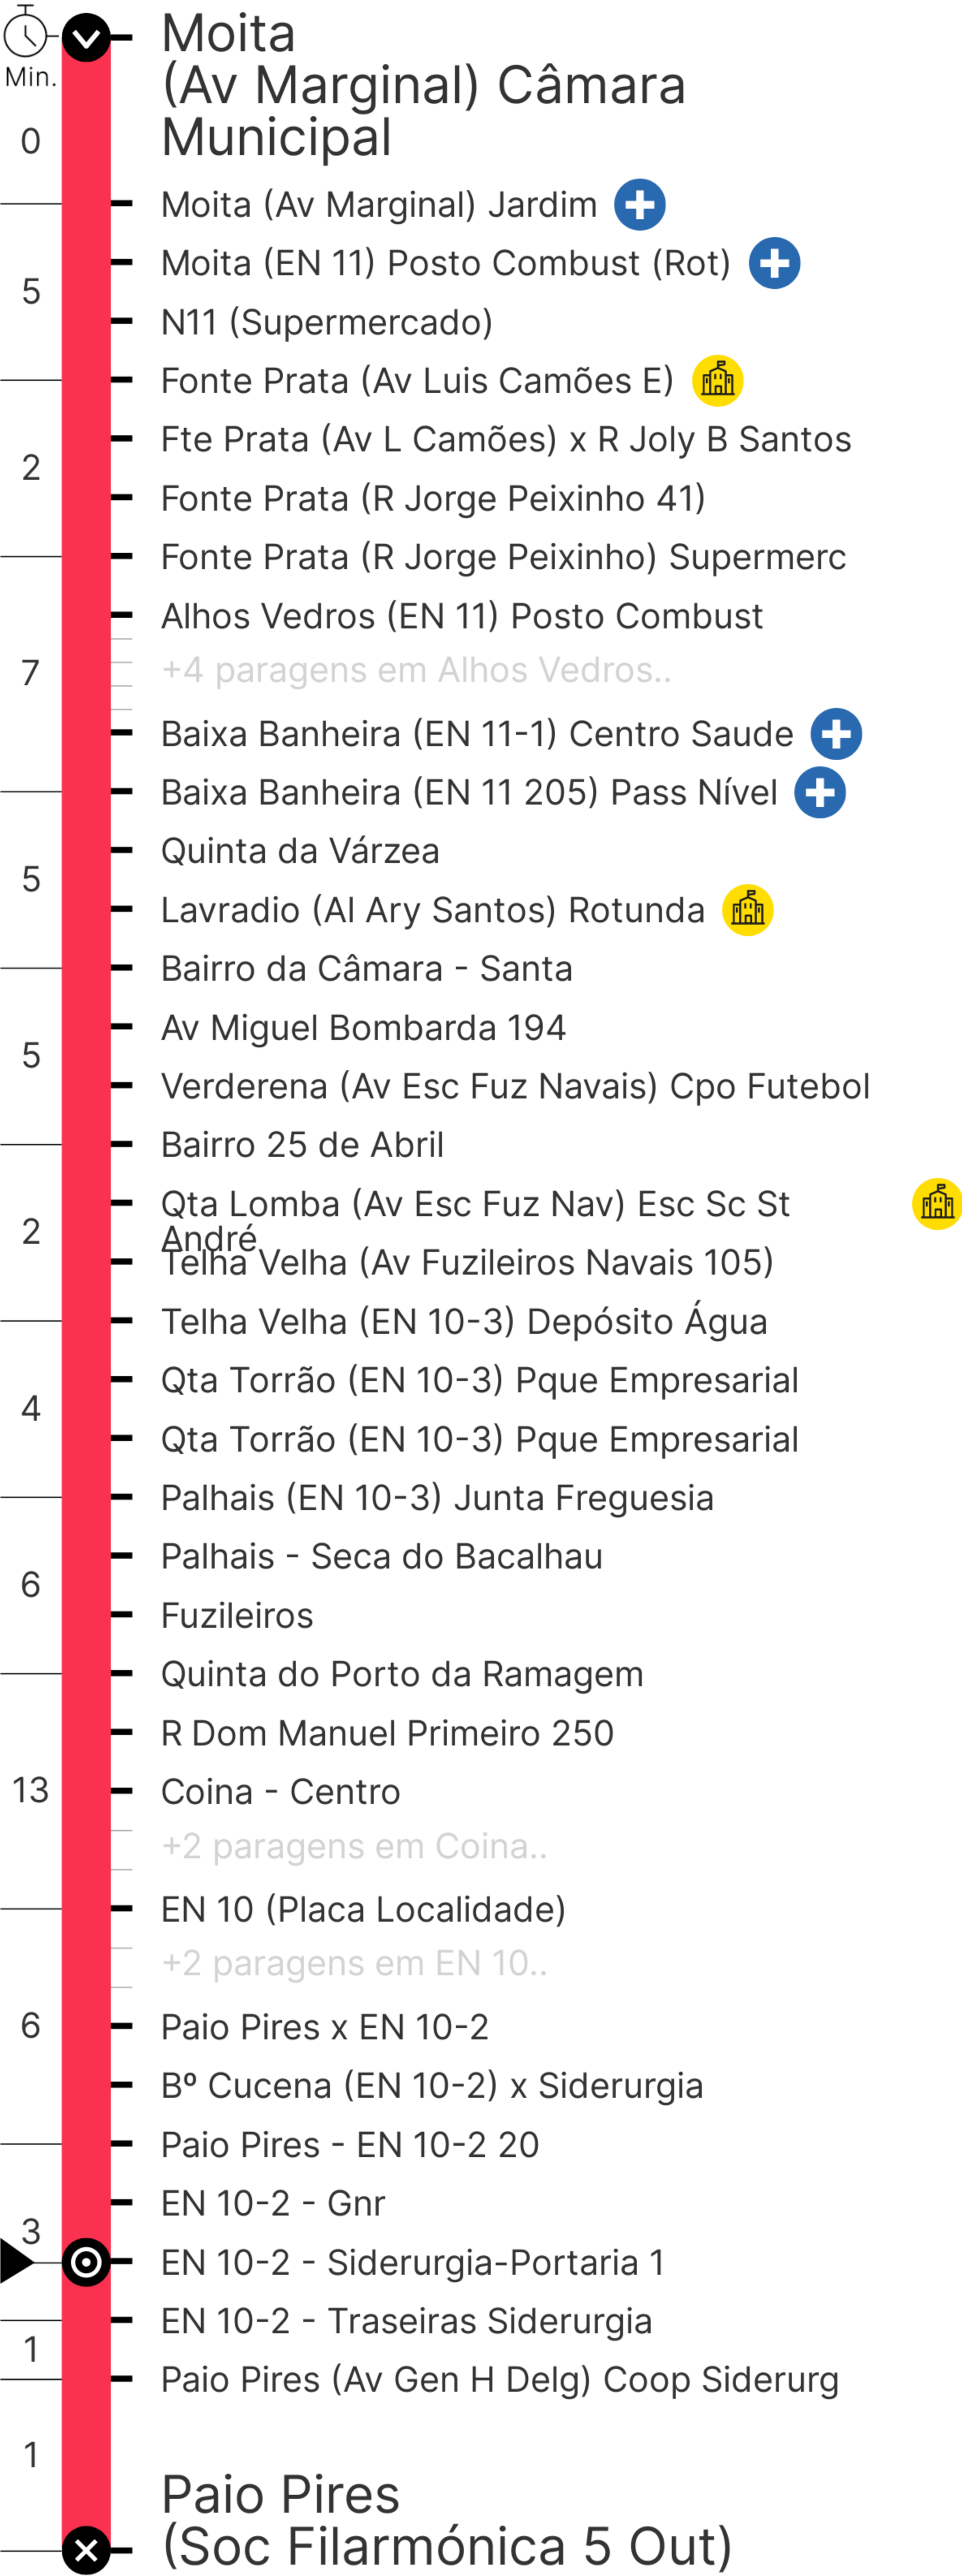 Moita
(Av Marginal) Câmara
Municipal
Min.
0
Moita (Av Marginal) Jardim
Moita (EN 11) Posto Combust (Rot)
5
N11 (Supermercado)
Fonte Prata (Av Luis Camões E)
Fte Prata (Av L Camões) x R Joly B Santos
2
Fonte Prata (R Jorge Peixinho 41)
Fonte Prata (R Jorge Peixinho) Supermerc
Alhos Vedros (EN 11) Posto Combust
7
+4 paragens em Alhos Vedros..
Baixa Banheira (EN 11-1) Centro Saude
Baixa Banheira (EN 11 205) Pass Nível
Quinta da Várzea
5
Lavradio (Al Ary Santos) Rotunda
Bairro da Câmara - Santa
Av Miguel Bombarda 194
5
Verderena (Av Esc Fuz Navais) Cpo Futebol
Bairro 25 de Abril
Qta Lomba (Av Esc Fuz Nav) Esc Sc St
André
2
Telha Velha (Av Fuzileiros Navais 105)
Telha Velha (EN 10-3) Depósito Água
Qta Torrão (EN 10-3) Pque Empresarial
4
Qta Torrão (EN 10-3) Pque Empresarial
Palhais (EN 10-3) Junta Freguesia
Palhais - Seca do Bacalhau
6
Fuzileiros
Quinta do Porto da Ramagem
R Dom Manuel Primeiro 250
13
Coina - Centro
+2 paragens em Coina..
EN 10 (Placa Localidade)
+2 paragens em EN 10..
6
Paio Pires x EN 10-2
Bº Cucena (EN 10-2) x Siderurgia
Paio Pires - EN 10-2 20
EN 10-2 - Gnr
3
EN 10-2 - Siderurgia-Portaria 1
EN 10-2 - Traseiras Siderurgia
1
Paio Pires (Av Gen H Delg) Coop Siderurg
1
Paio Pires
(Soc Filarmónica 5 Out)